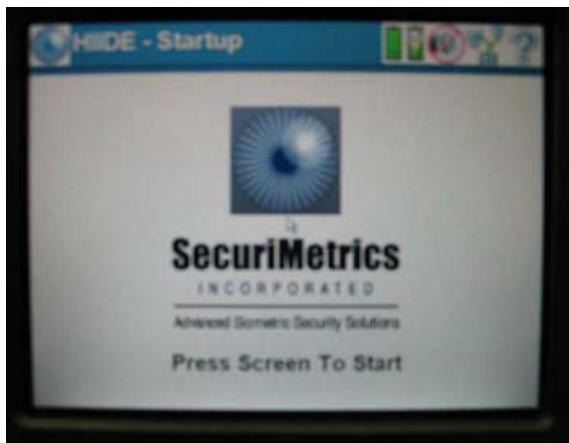 HIIDE - Startup
SecuriMetrics
INCORPORATED
Advanced Biometric Security Solutions
Press Screen To Start